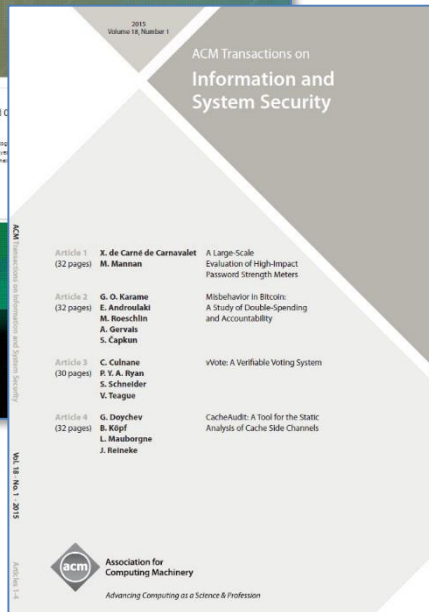 2015
Volume 18, Number 1
ACM Transactions on
Information and
System Security
Article 1 X. de Carné de Carnavalet A Large-Scale
(32 pages) M. Mannan Evaluation of High-Impact
Password Strength Meters
Article 2 G. O. Karame Misbehavior in Bitcoin:
(32 pages) E. Androulaki A Study of Double-Spending
M. Roeschlin and Accountability
A. Gervais
S. Čapkun
Article 3 C. Culnane vVote: A Verifiable Voting System
(30 pages) P. Y. A. Ryan
S. Schneider
V. Teague
Article 4 G. Doychev CacheAudit: A Tool for the Static
(32 pages) B. Köpf Analysis of Cache Side Channels
L. Mauborgne
J. Reineke
ACM Transactions on Information and System Security
Vol. 18 · No. 1 · 2015
Articles 1-4
acm
Association for
Computing Machinery
Advancing Computing as a Science & Profession